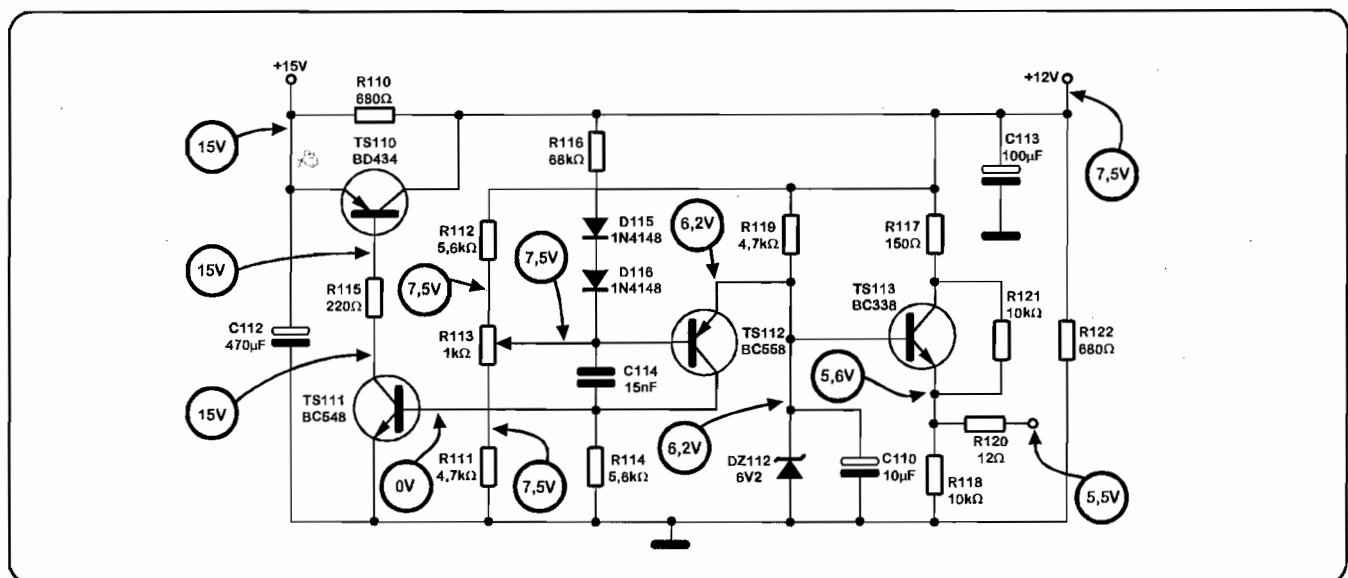 +15V
R110
680Ω
+12V
15V
TS110
BD434
R116
68kΩ
C113
100µF
7,5V
15V
R112
5,6kΩ
7,5V
D115
1N4148
7,5V
6,2V
R119
4,7kΩ
R117
150Ω
R115
220Ω
D116
1N4148
TS113
BC338
R121
10kΩ
C112
470µF
R113
1kΩ
TS112
BC558
R122
680Ω
15V
TS111
BC548
C114
15nF
5,6V
0V
R111
4,7kΩ
7,5V
R114
5,6kΩ
6,2V
DZ112
6V2
C110
10µF
R120
12Ω
R118
10kΩ
5,5V